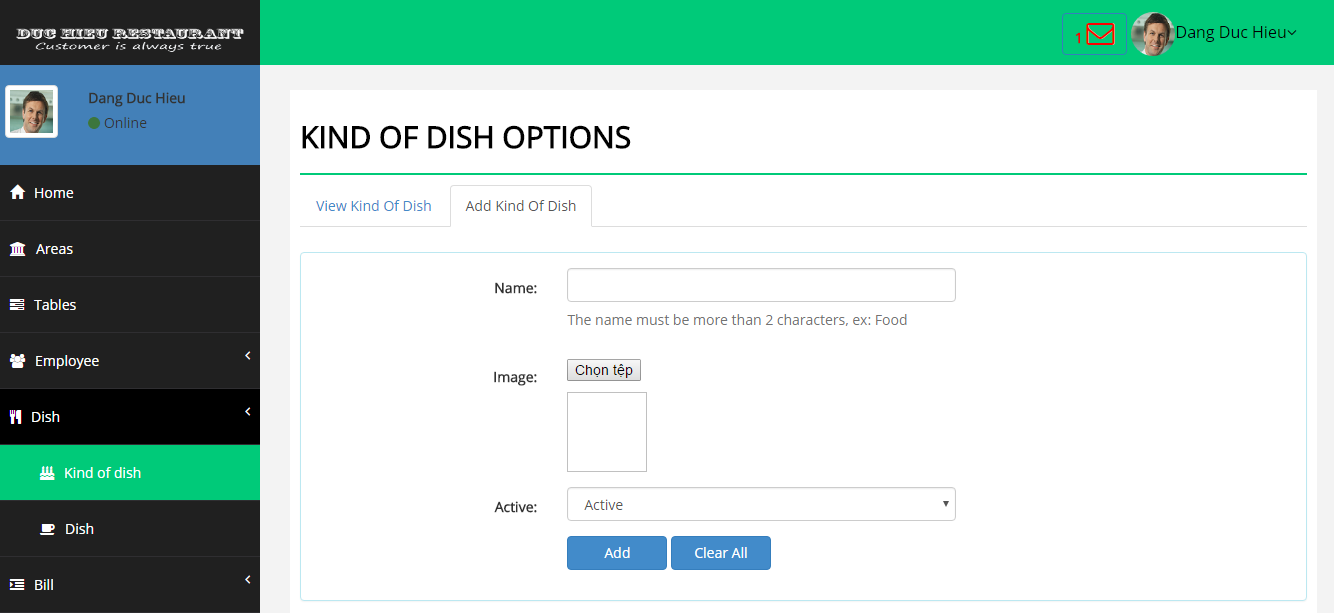 DUC HIEU RESTAURANT
Customer is always true
1
Dang Duc Hieu
Dang Duc Hieu
Online
Home
Areas
Tables
Employee
Dish
Kind of dish
Dish
Bill
KIND OF DISH OPTIONS
View Kind Of Dish
Add Kind Of Dish
Name:
The name must be more than 2 characters, ex: Food
Image:
Chọn tệp
Active:
Active
Add
Clear All